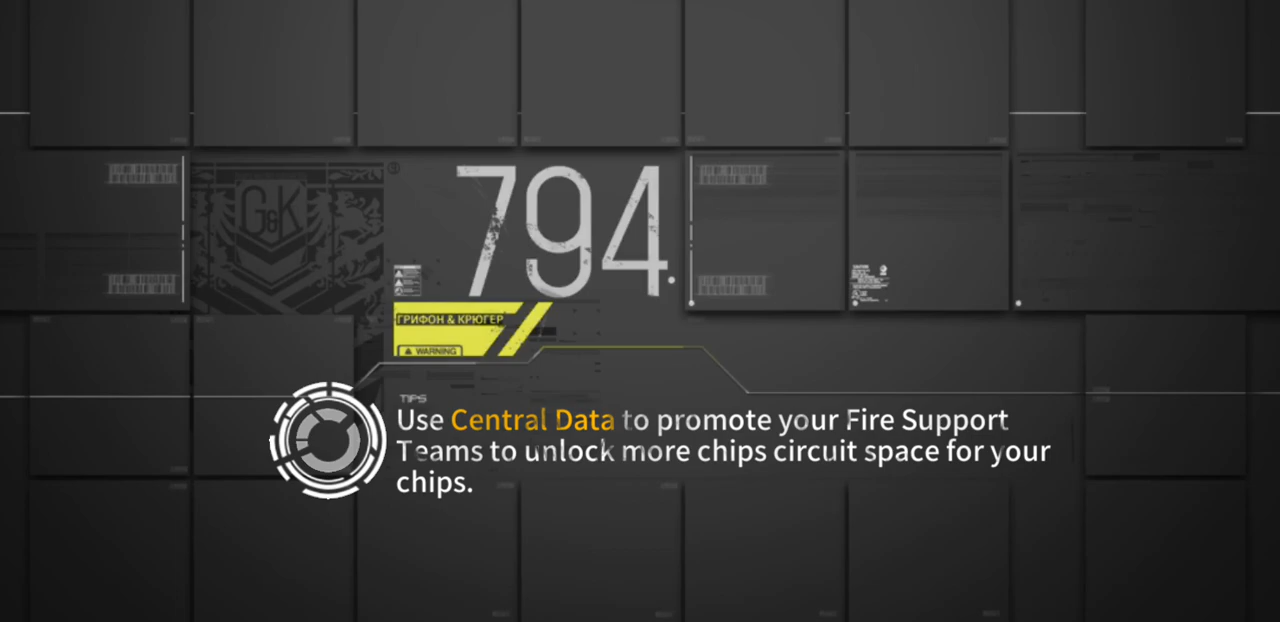 G&K
794.
ГРИФОН & КРЮГЕР
WARNING
TIPS
Use Central Data to promote your Fire Support
Teams to unlock more chips circuit space for your
chips.